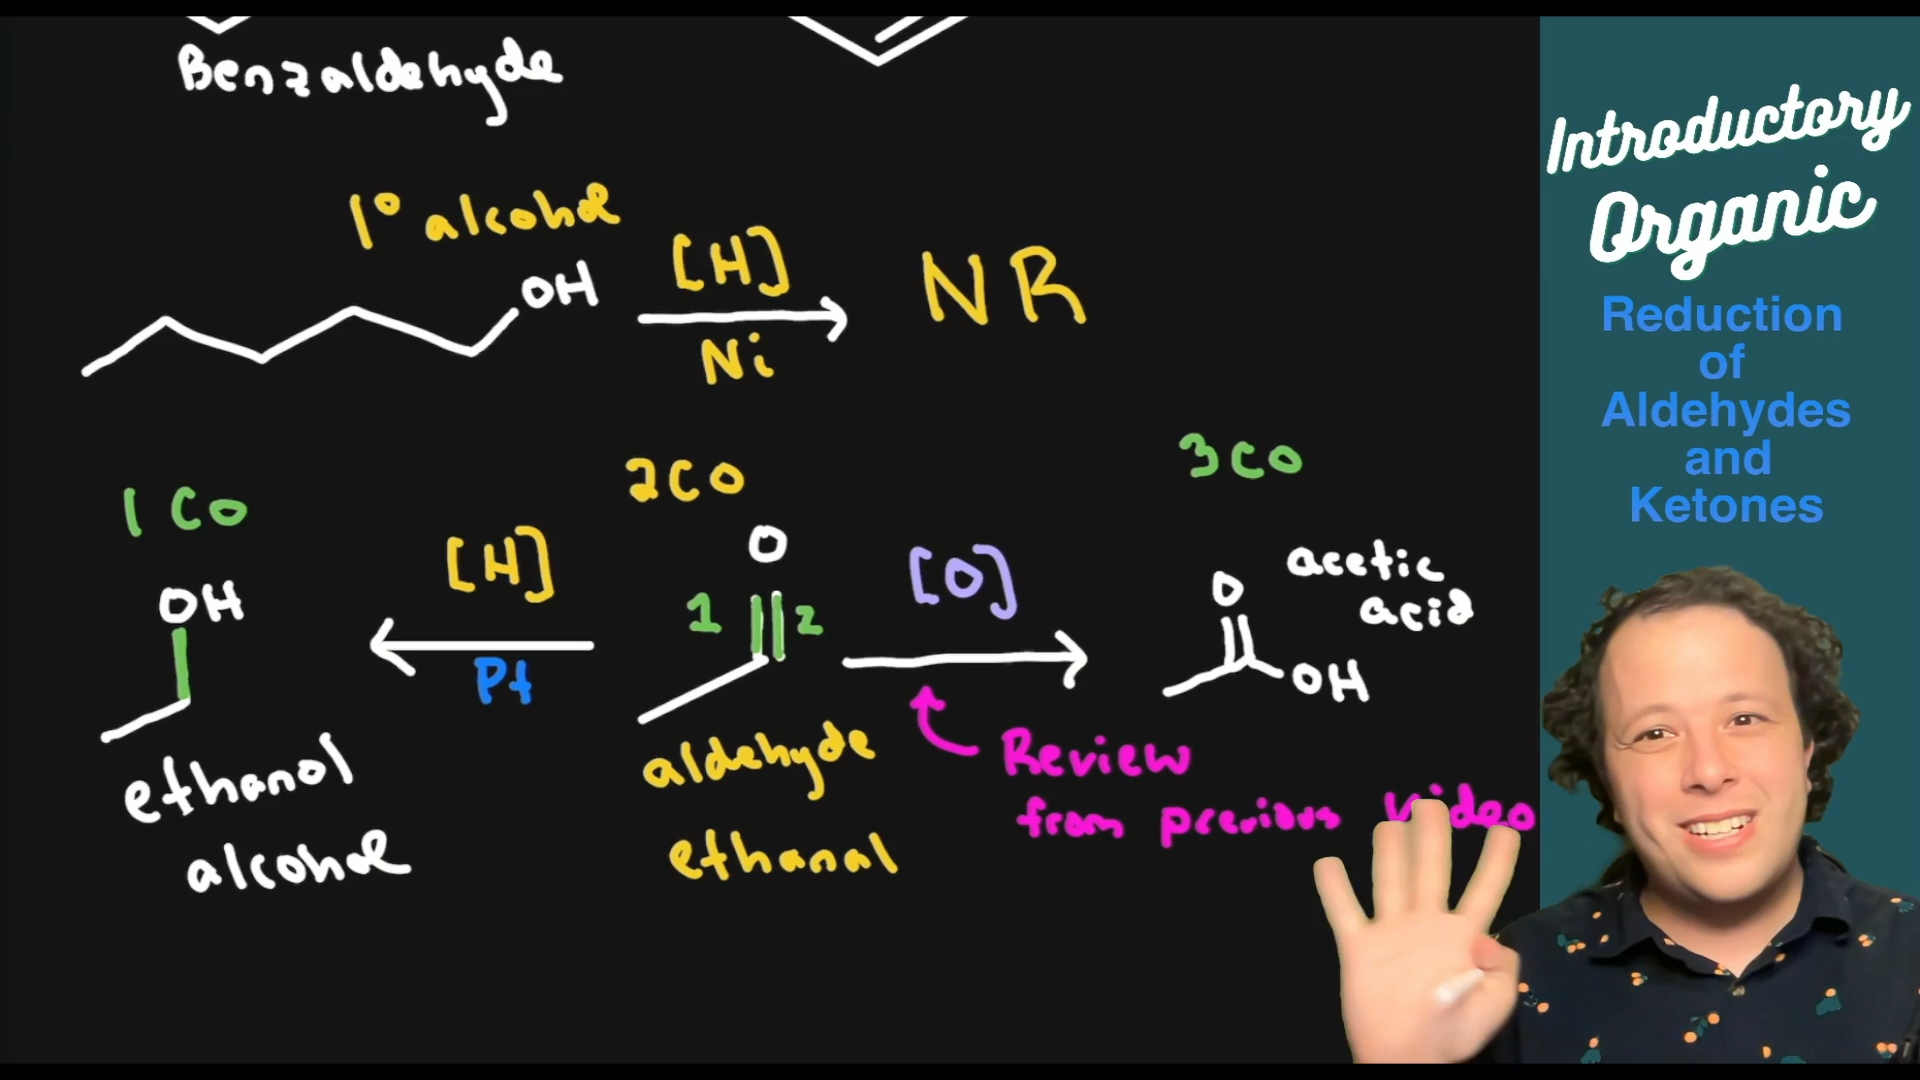 Benzaldehyde
1° alcohol
OH
[H]
Ni
NR
1 CO
OH
ethanol
alcohol
[H]
Pt
2CO
O
1
2
aldehyde
ethanal
[O]
Review
from previous video
3CO
O
OH
acetic
acid
Introductory
Organic
Reduction
of
Aldehydes
and
Ketones